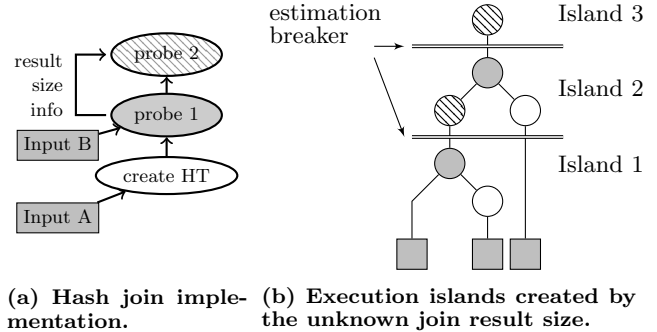 probe 2
result
size
info
probe 1
Input B
create HT
Input A
(a) Hash join imple-
mentation.
estimation
breaker
Island 3
Island 2
Island 1
(b) Execution islands created by
the unknown join result size.